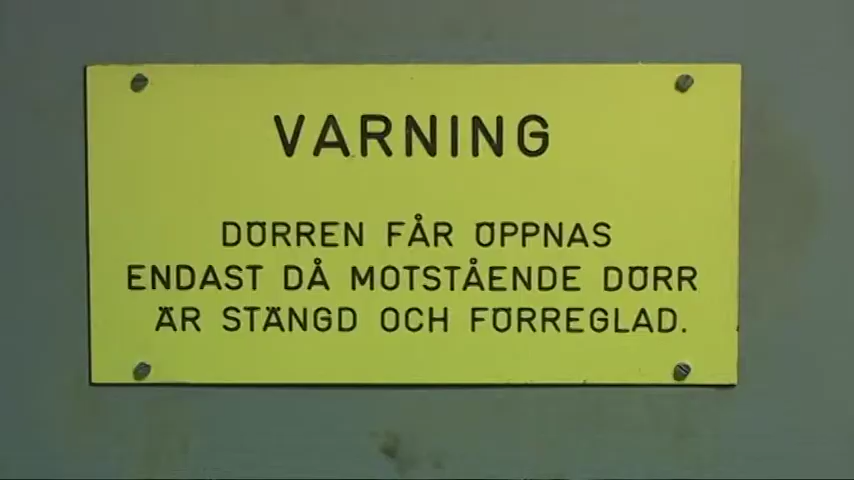 VARNING
DÖRREN FÅR ÖPPNAS
ENDAST DÅ MOTSTÅENDE DÖRR
ÄR STÄNGD OCH FÖRREGLAD.